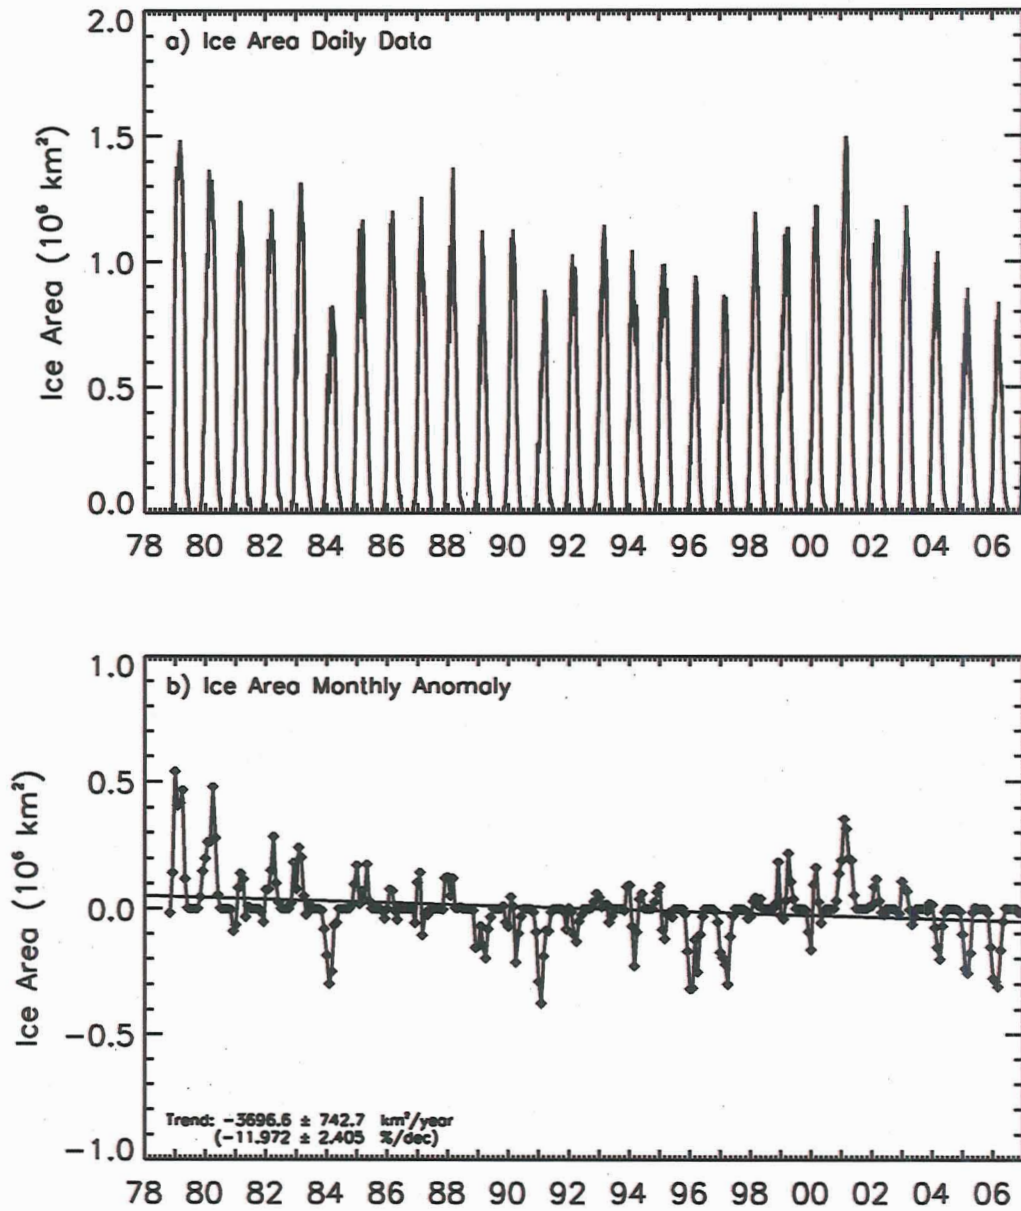 a) Ice Area Daily Data
Ice Area (10⁶ km²)
2.0
1.5
1.0
0.5
0.0
78 80 82 84 86 88 90 92 94 96 98 00 02 04 06
b) Ice Area Monthly Anomaly
Ice Area (10⁶ km²)
1.0
0.5
0.0
−0.5
−1.0
Trend: −3696.6 ± 742.7 km²/year
(−11.972 ± 2.405 %/dec)
78 80 82 84 86 88 90 92 94 96 98 00 02 04 06